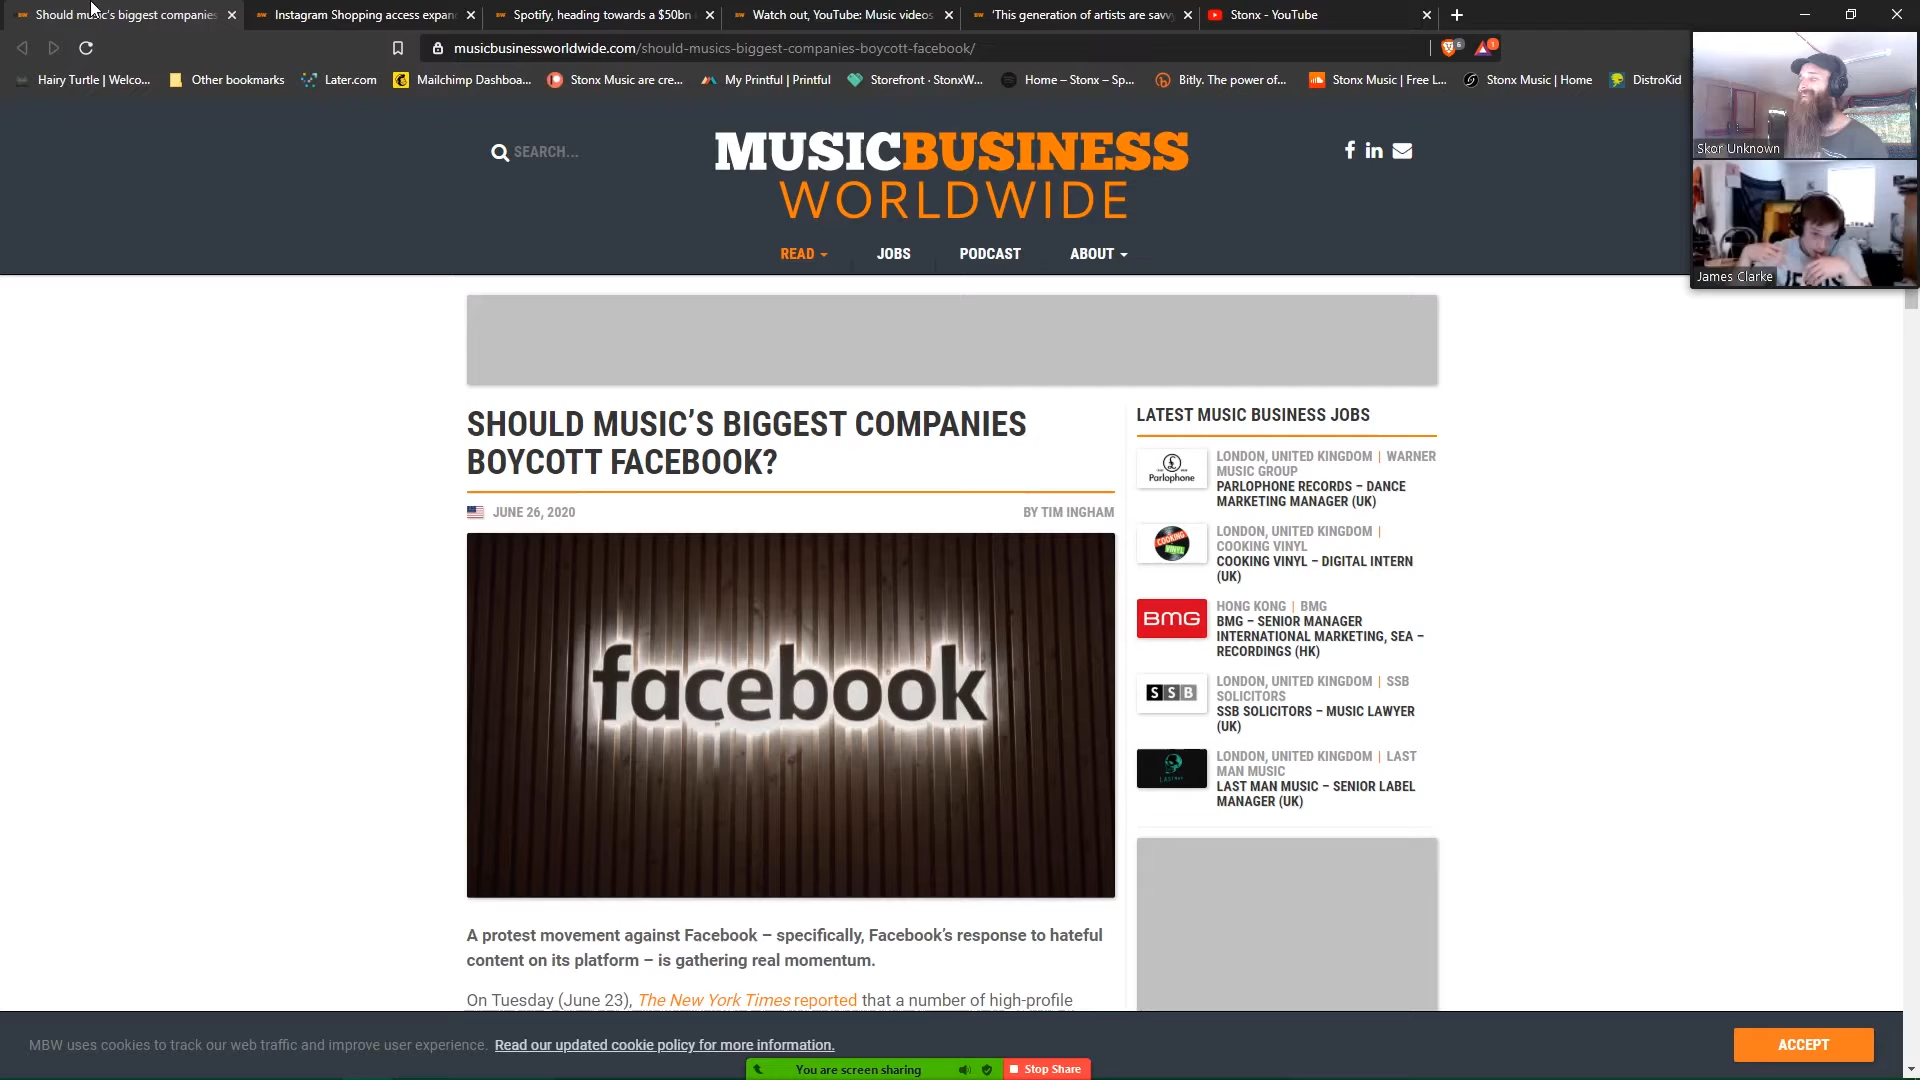 Should music's biggest companies
Instagram Shopping access expan
Spotify, heading towards a $50bn
Watch out, YouTube: Music videos
'This generation of artists are savv
Stonx - YouTube
musicbusinessworldwide.com/should-musics-biggest-companies-boycott-facebook/
6
1
Hairy Turtle | Welco...
Other bookmarks
Later.com
Mailchimp Dashboa...
Stonx Music are cre...
My Printful | Printful
Storefront · StonxW...
Home – Stonx – Sp...
Bitly. The power of...
Stonx Music | Free L...
Stonx Music | Home
DistroKid
Skor Unknown
James Clarke
SEARCH...
MUSICBUSINESS
WORLDWIDE
READ
JOBS
PODCAST
ABOUT
SHOULD MUSIC'S BIGGEST COMPANIES
BOYCOTT FACEBOOK?
JUNE 26, 2020
BY TIM INGHAM
facebook
A protest movement against Facebook – specifically, Facebook's response to hateful
content on its platform – is gathering real momentum.
On Tuesday (June 23), The New York Times reported that a number of high-profile
LATEST MUSIC BUSINESS JOBS
Parlophone
LONDON, UNITED KINGDOM | WARNER
MUSIC GROUP
PARLOPHONE RECORDS – DANCE
MARKETING MANAGER (UK)
COOKING
VINYL
LONDON, UNITED KINGDOM |
COOKING VINYL
COOKING VINYL – DIGITAL INTERN
(UK)
BMG
HONG KONG | BMG
BMG – SENIOR MANAGER
INTERNATIONAL MARKETING, SEA –
RECORDINGS (HK)
SSB
LONDON, UNITED KINGDOM | SSB
SOLICITORS
SSB SOLICITORS – MUSIC LAWYER
(UK)
LONDON, UNITED KINGDOM | LAST
MAN MUSIC
LAST MAN MUSIC – SENIOR LABEL
MANAGER (UK)
MBW uses cookies to track our web traffic and improve user experience. Read our updated cookie policy for more information.
ACCEPT
You are screen sharing
Stop Share